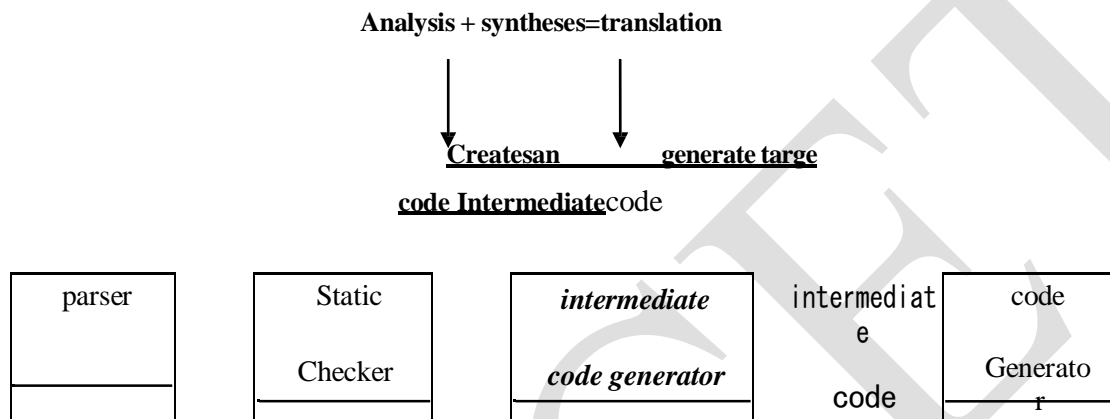 Analysis + syntheses=translation
Createsan generate targe
code Intermediatecode
parser
Static
Checker
intermediate
code generator
intermediat
e
code
code
Generato
r